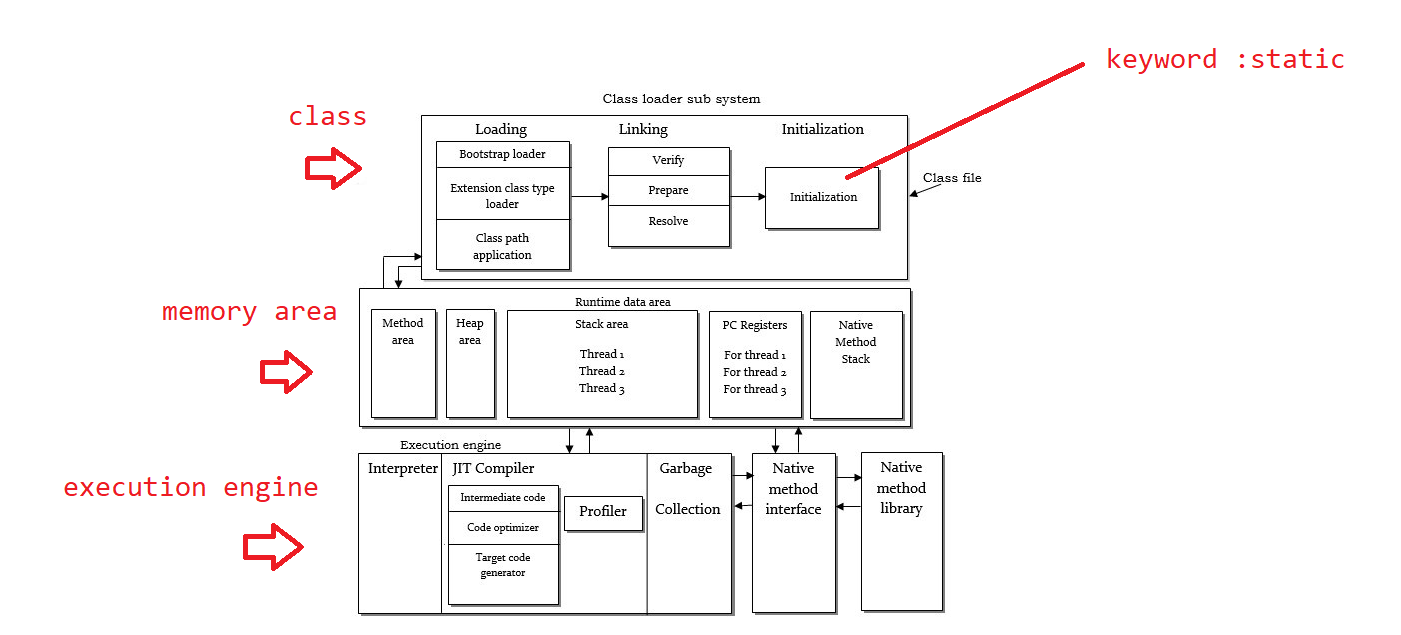 keyword :static
Class loader sub system
class
Loading
Linking
Initialization
Bootstrap loader
Extension class type
loader
Class path
application
Verify
Prepare
Resolve
Initialization
Class file
memory area
Runtime data area
Method
area
Heap
area
Stack area
Thread 1
Thread 2
Thread 3
PC Registers
For thread 1
For thread 2
For thread 3
Native
Method
Stack
execution engine
Execution engine
Interpreter
JIT Compiler
Intermediate code
Code optimizer
Target code
generator
Profiler
Garbage
Collection
Native
method
interface
Native
method
library